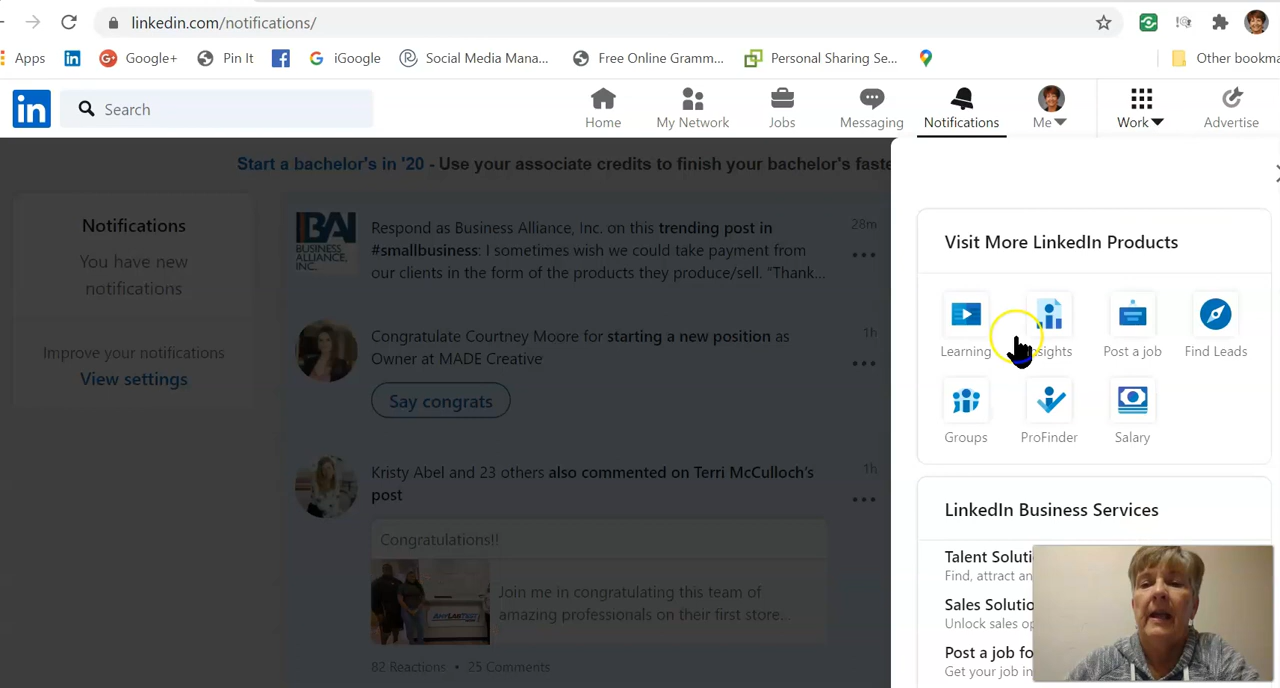 linkedin.com/notifications/
Apps
Google+
Pin It
iGoogle
Social Media Mana...
Free Online Gramm...
Personal Sharing Se...
Other bookma
in
Search
Home
My Network
Jobs
Messaging
Notifications
Me
Work
Advertise
Start a bachelor's in '20 - Use your associate credits to finish your bachelor's faste
Notifications
You have new
notifications
Improve your notifications
View settings
IBAI
BUSINESS
ALLIANCE,
INC.
Respond as Business Alliance, Inc. on this trending post in
#smallbusiness: I sometimes wish we could take payment from
our clients in the form of the products they produce/sell. "Thank...
28m
Congratulate Courtney Moore for starting a new position as
Owner at MADE Creative
1h
Say congrats
Kristy Abel and 23 others also commented on Terri McCulloch's
post
1h
Congratulations!!
Join me in congratulating this team of
amazing professionals on their first store...
82 Reactions • 25 Comments
Visit More LinkedIn Products
Learning
sights
Post a job
Find Leads
Groups
ProFinder
Salary
LinkedIn Business Services
Talent Soluti
Find, attract an
Sales Solutio
Unlock sales op
Post a job fo
Get your job in